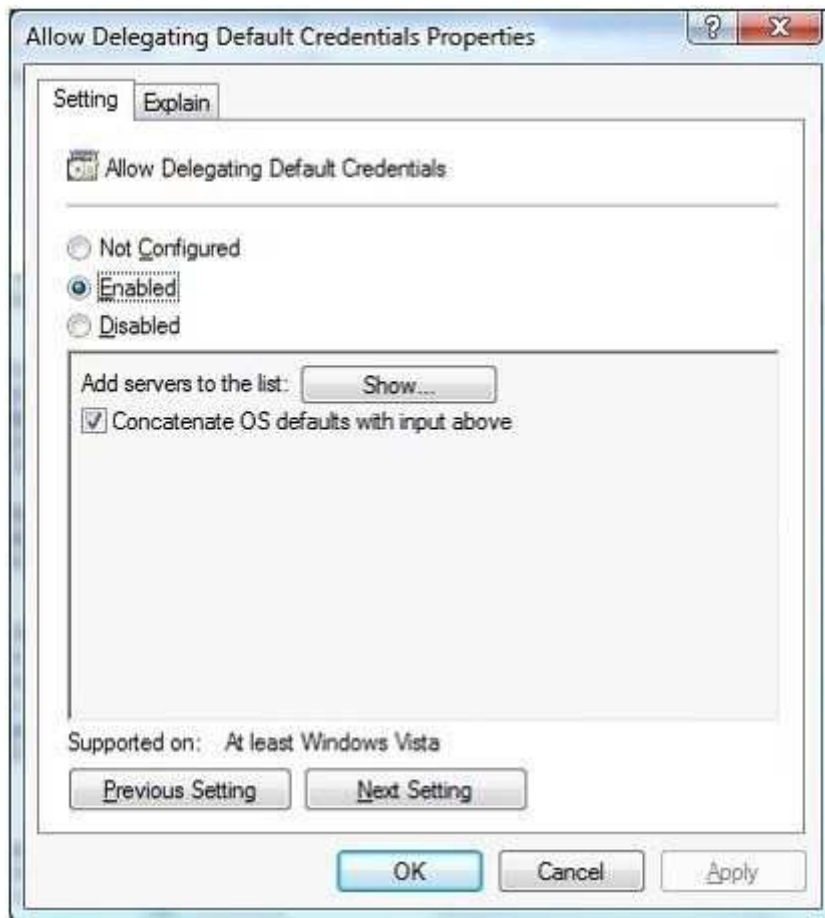 Allow Delegating Default Credentials Properties
Setting Explain
Allow Delegating Default Credentials
Not Configured
Enabled
Disabled
Add servers to the list: Show...
Concatenate OS defaults with input above
Supported on: At least Windows Vista
Previous Setting Next Setting
OK Cancel Apply